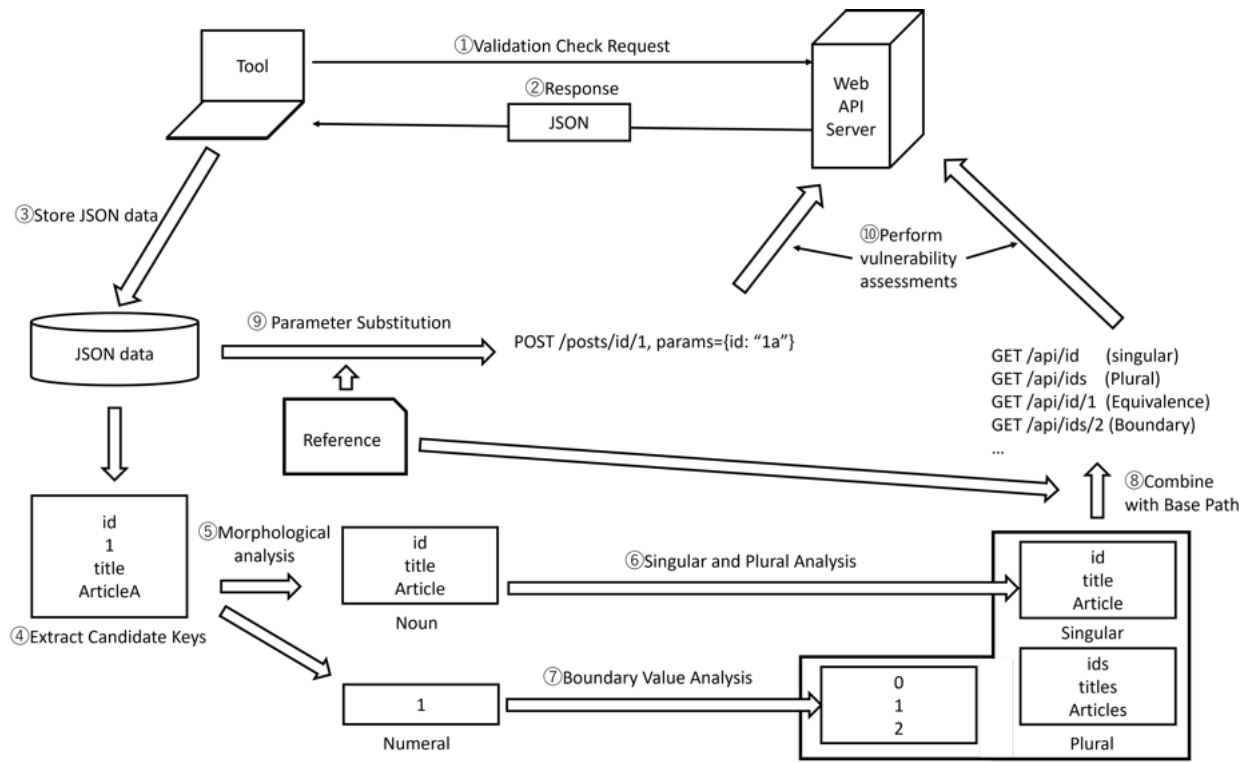 ①Validation Check Request
Tool
②Response
JSON
Web
API
Server
③Store JSON data
⑩Perform
vulnerability
assessments
JSON data
⑨ Parameter Substitution
POST /posts/id/1, params={id: “1a”}
Reference
GET /api/id (singular)
GET /api/ids (Plural)
GET /api/id/1 (Equivalence)
GET /api/ids/2 (Boundary)
...
⑧Combine
with Base Path
id
1
title
ArticleA
④Extract Candidate Keys
⑤Morphological
analysis
id
title
Article
Noun
⑥Singular and Plural Analysis
id
title
Article
Singular
1
Numeral
⑦Boundary Value Analysis
0
1
2
ids
titles
Articles
Plural